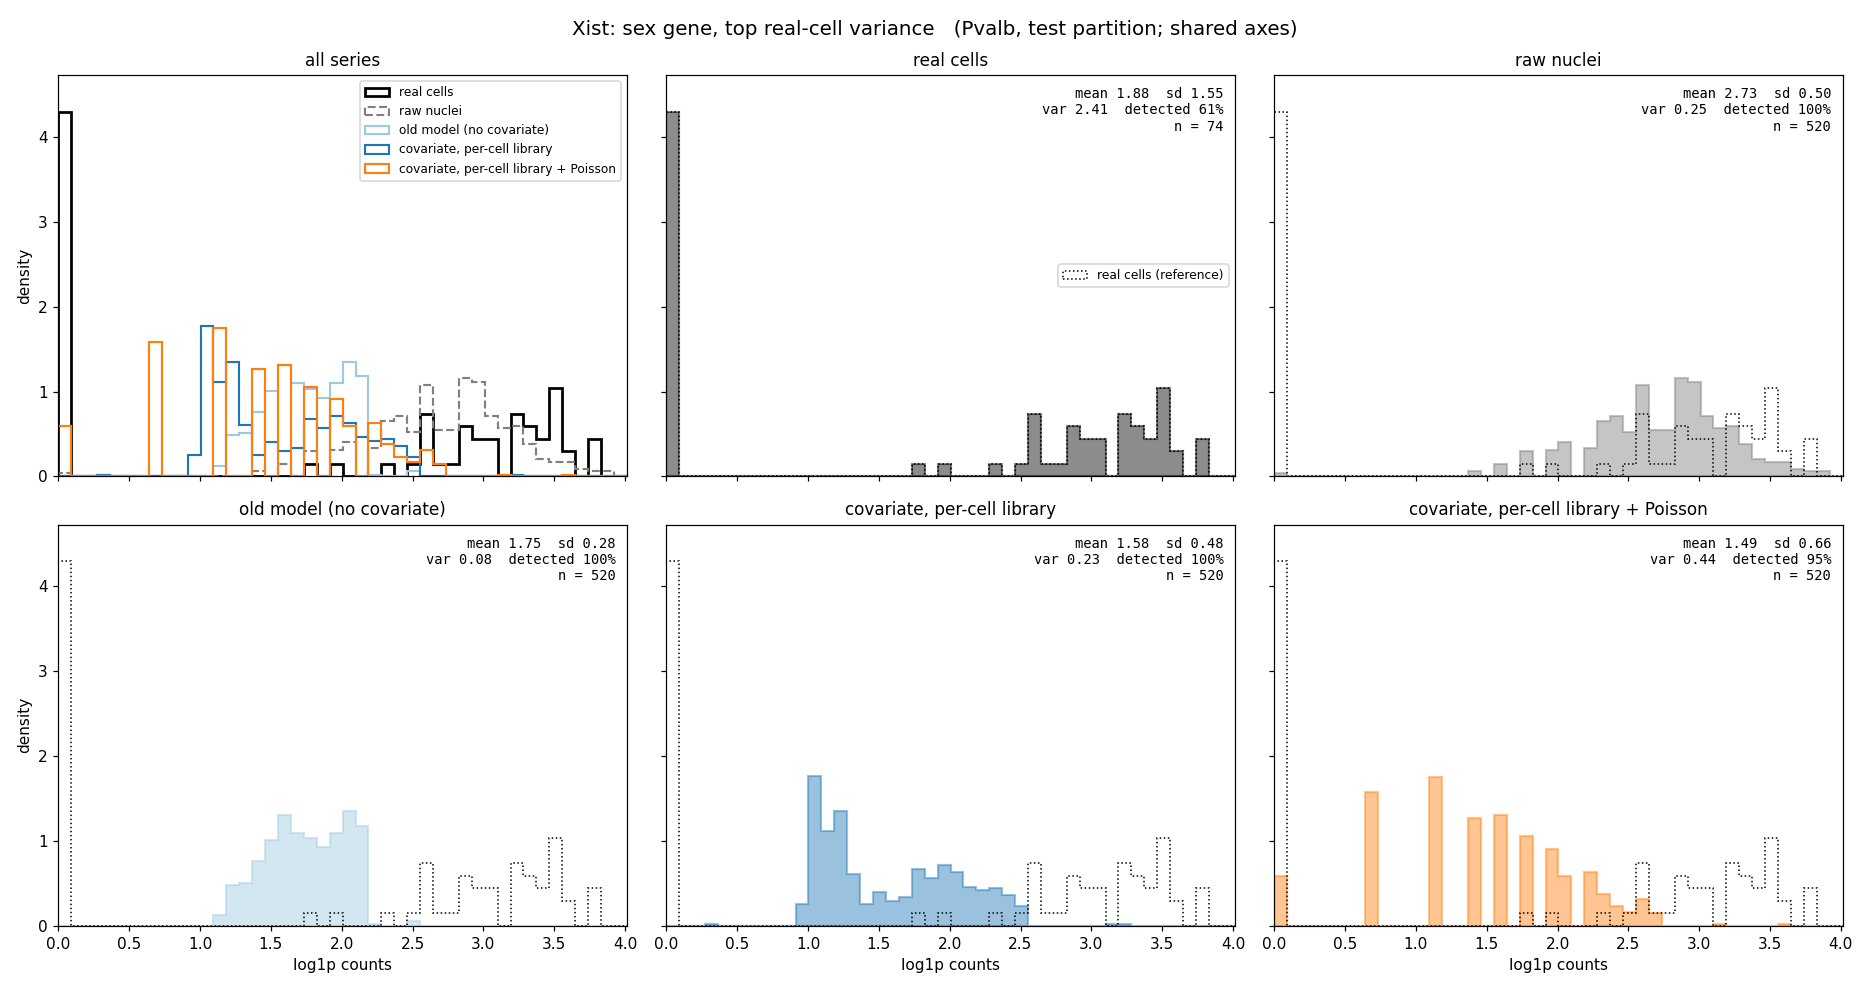 Xist: sex gene, top real-cell variance   (Pvalb, test partition; shared axes)
all series
real cells
raw nuclei
old model (no covariate)
covariate, per-cell library
covariate, per-cell library + Poisson
density
4
3
2
1
0
real cells
mean 1.88  sd 1.55
var 2.41  detected 61%
n = 74
real cells (reference)
raw nuclei
mean 2.73  sd 0.50
var 0.25  detected 100%
n = 520
old model (no covariate)
mean 1.75  sd 0.28
var 0.08  detected 100%
n = 520
density
4
3
2
1
0
0.0 0.5 1.0 1.5 2.0 2.5 3.0 3.5 4.0
log1p counts
covariate, per-cell library
mean 1.58  sd 0.48
var 0.23  detected 100%
n = 520
0.0 0.5 1.0 1.5 2.0 2.5 3.0 3.5 4.0
log1p counts
covariate, per-cell library + Poisson
mean 1.49  sd 0.66
var 0.44  detected 95%
n = 520
0.0 0.5 1.0 1.5 2.0 2.5 3.0 3.5 4.0
log1p counts